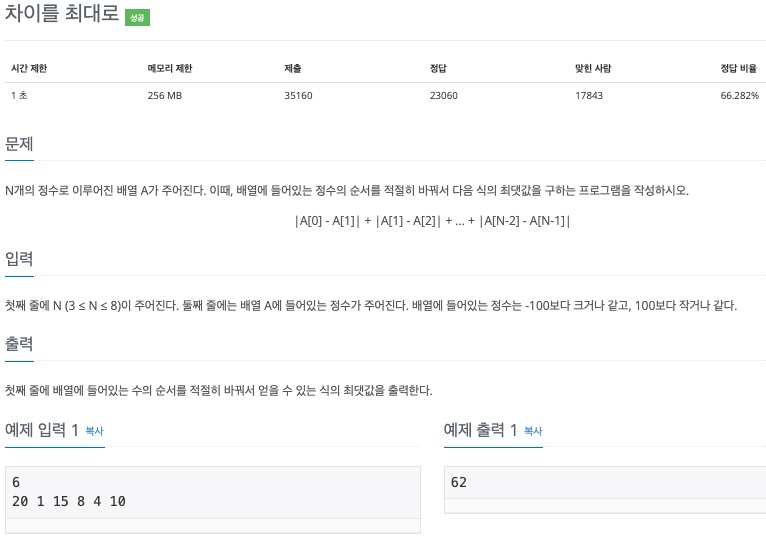 차이를 최대로 성공
시간 제한 메모리 제한 제출 정답 맞힌 사람 정답 비율
1 초 256 MB 35160 23060 17843 66.282%
문제
N개의 정수로 이루어진 배열 A가 주어진다. 이때, 배열에 들어있는 정수의 순서를 적절히 바꿔서 다음 식의 최댓값을 구하는 프로그램을 작성하시오.
|A[0] - A[1]| + |A[1] - A[2]| + ... + |A[N-2] - A[N-1]|
입력
첫째 줄에 N (3 ≤ N ≤ 8)이 주어진다. 둘째 줄에는 배열 A에 들어있는 정수가 주어진다. 배열에 들어있는 정수는 -100보다 크거나 같고, 100보다 작거나 같다.
출력
첫째 줄에 배열에 들어있는 수의 순서를 적절히 바꿔서 얻을 수 있는 식의 최댓값을 출력한다.
예제 입력 1 복사
6
20 1 15 8 4 10
예제 출력 1 복사
62